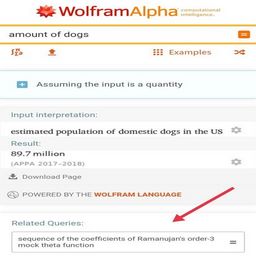 WolframAlpha computational intelligence.
amount of dogs
Examples
Assuming the input is a quantity
Input interpretation:
estimated population of domestic dogs in the US
Result:
89.7 million
(APPA 2017–2018)
Download Page
POWERED BY THE WOLFRAM LANGUAGE
Related Queries:
sequence of the coefficients of Ramanujan's order-3
mock theta function